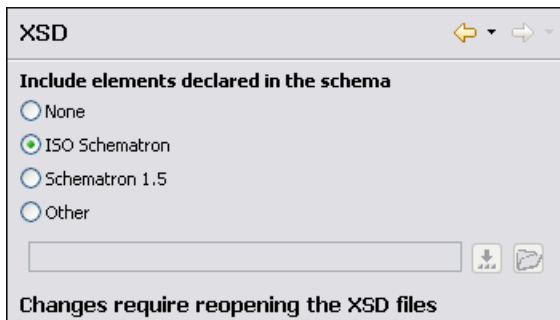 XSD
Include elements declared in the schema
None
ISO Schematron
Schematron 1.5
Other
Changes require reopening the XSD files